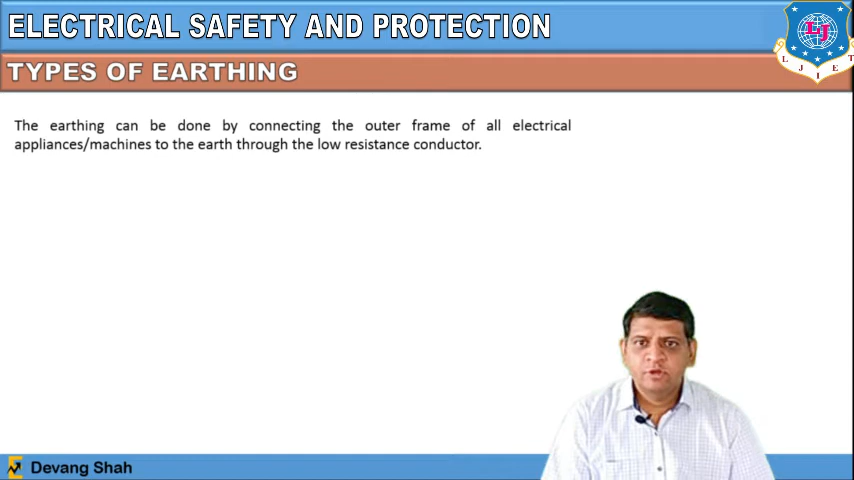 ELECTRICAL SAFETY AND PROTECTION
TYPES OF EARTHING
LJ
L J I E T
The earthing can be done by connecting the outer frame of all electrical
appliances/machines to the earth through the low resistance conductor.
Devang Shah